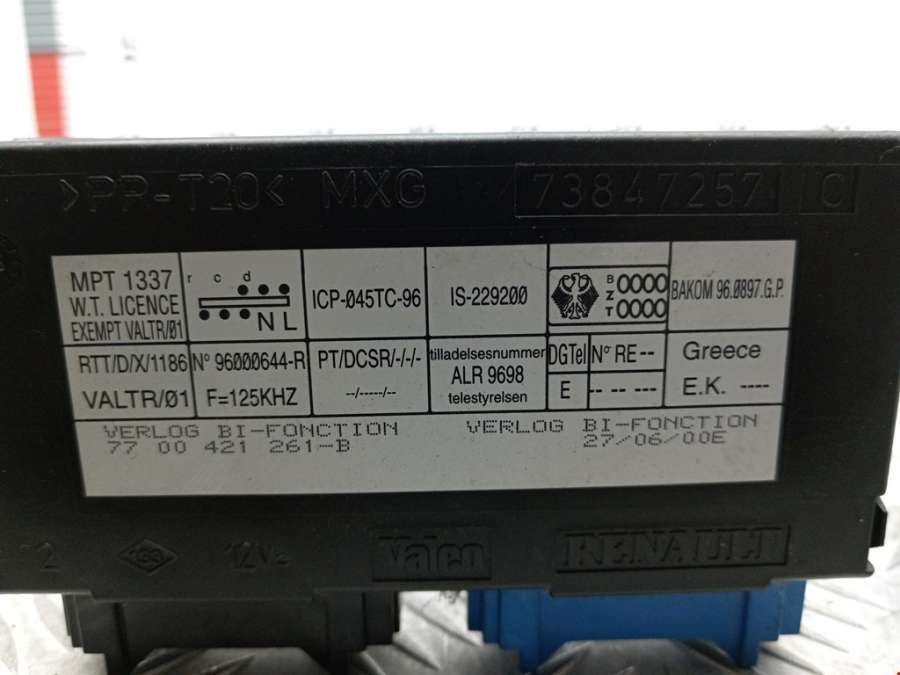 >PP-T20< MXG 73847257 C
MPT 1337
W.T. LICENCE
EXEMPT VALTR/01
r c d
N L
ICP-045TC-96
IS-229200
B
Z 0000
T 0000
BAKOM 96.0897.G.P.
RTT/D/X/1186
VALTR/01
N° 96000644-R
F=125KHZ
PT/DCSR/-/-/-
--/-----/--
tilladelsesnummer
ALR 9698
telestyrelsen
DGTel N° RE--
E -- -- ---
Greece
E.K. ----
VERLOG BI-FONCTION
77 00 421 261-B
VERLOG BI-FONCTION
27/06/00E
12V= Valeo RENAULT